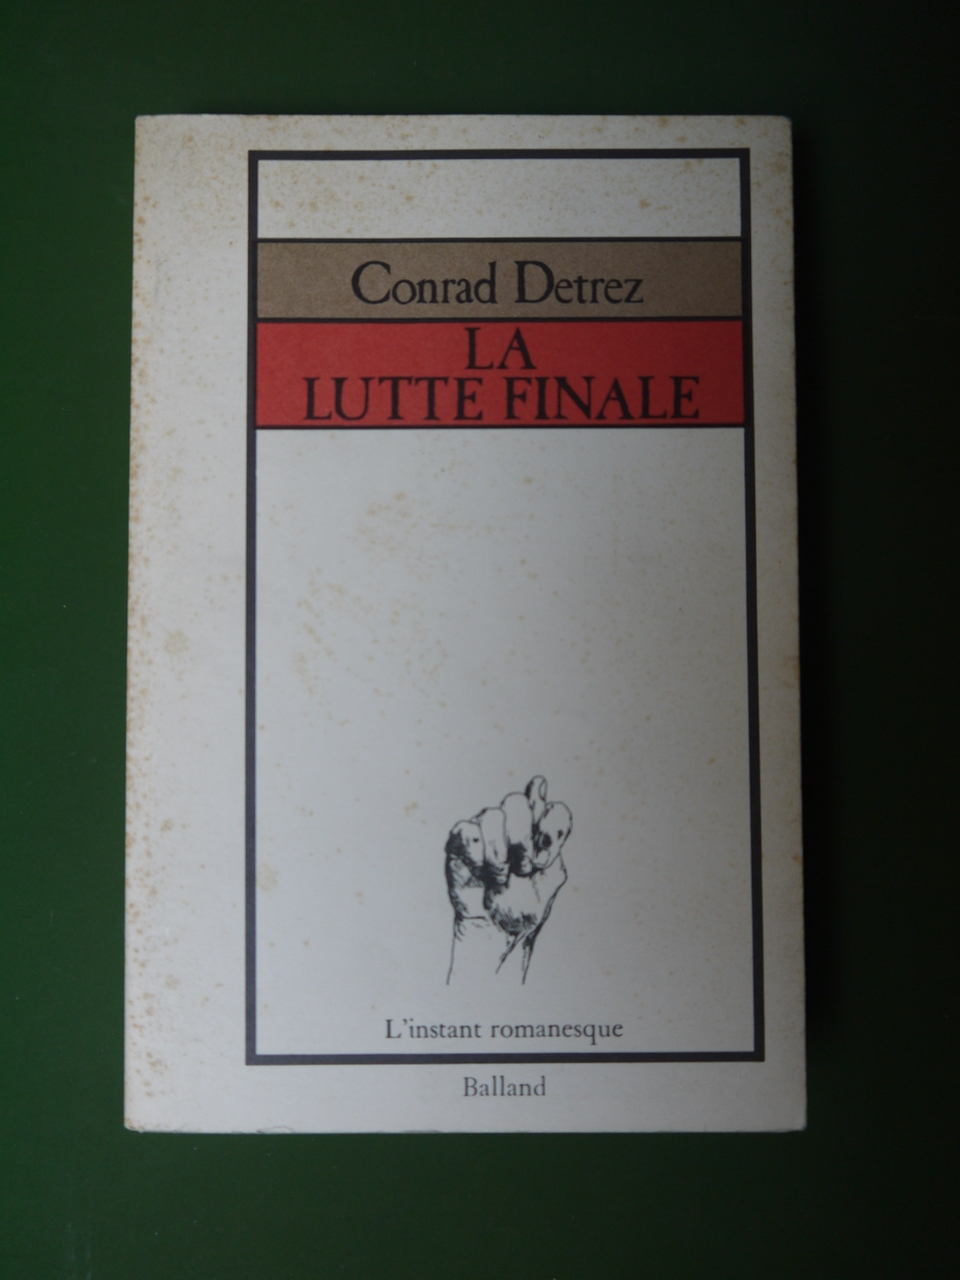 Conrad Detrez
LA
LUTTE FINALE
L'instant romanesque
Balland